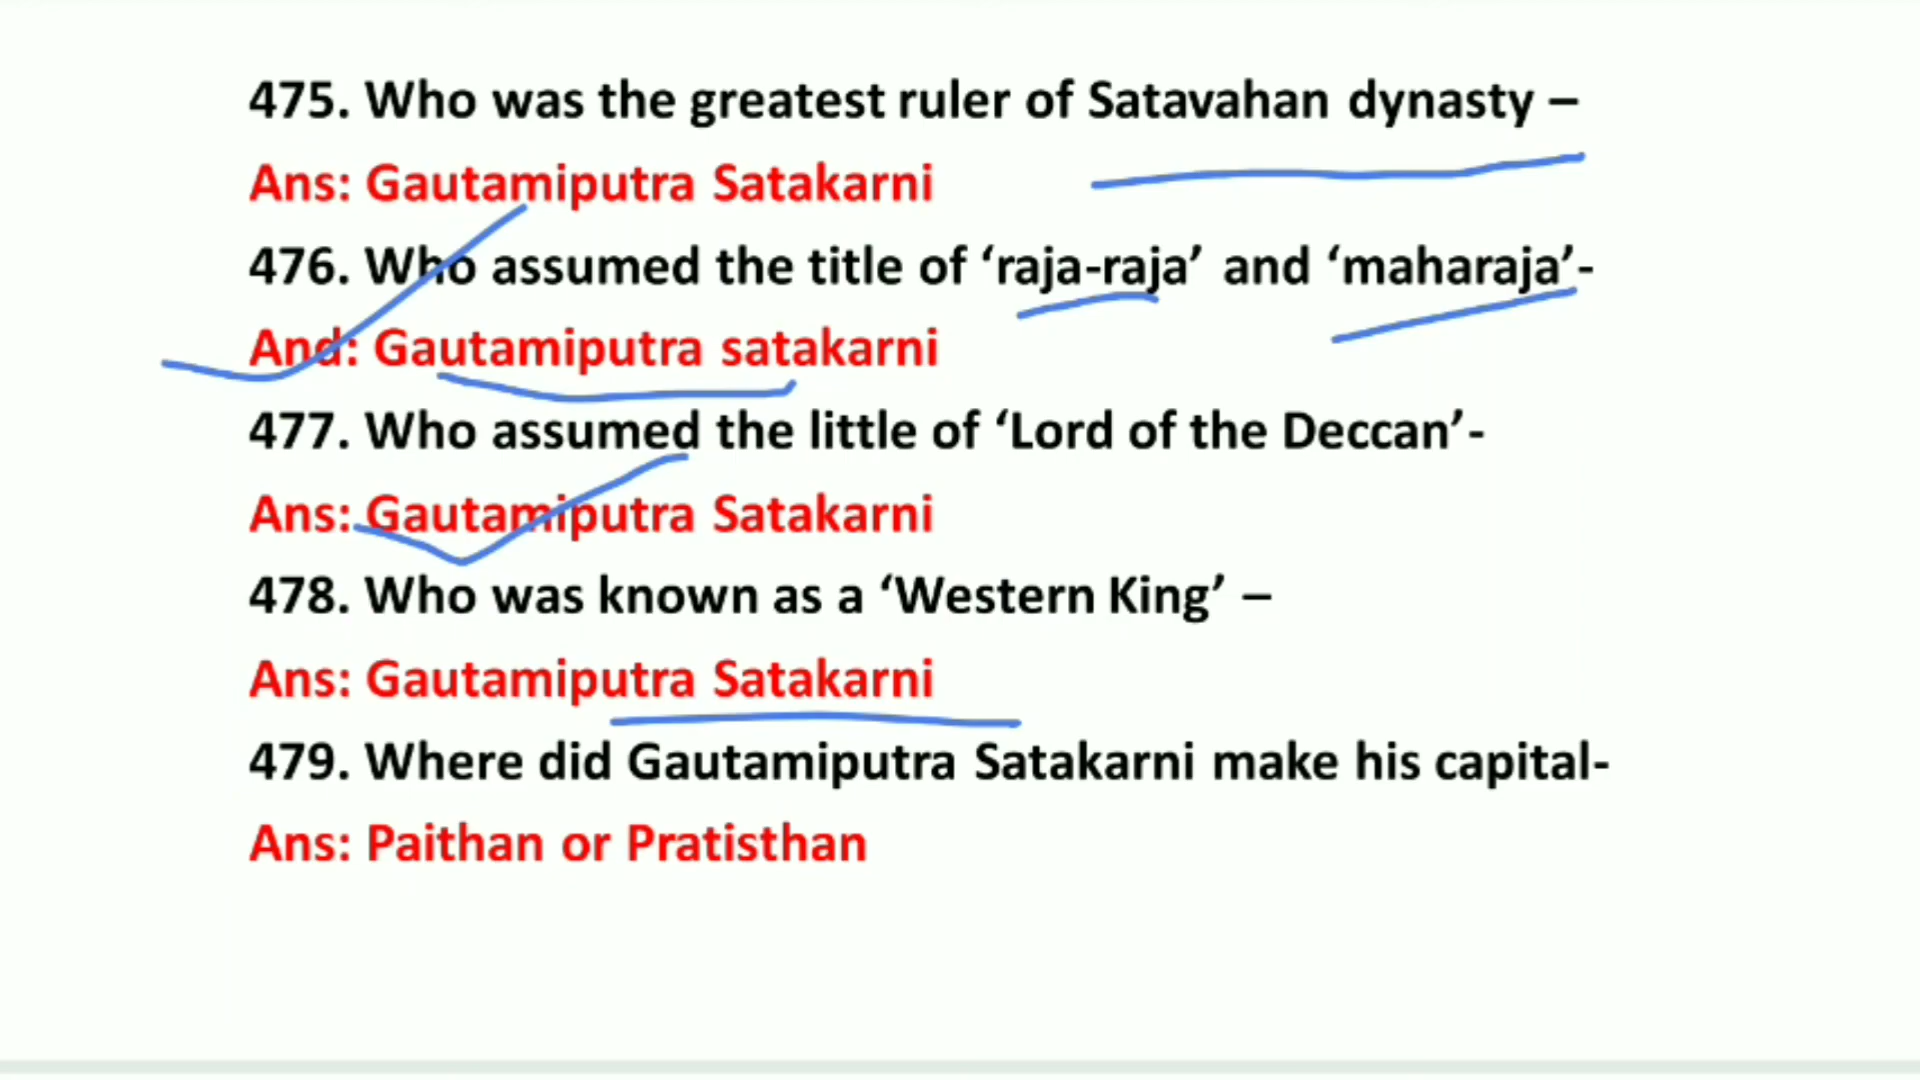 475. Who was the greatest ruler of Satavahan dynasty –
Ans: Gautamiputra Satakarni
476. Who assumed the title of ‘raja-raja’ and ‘maharaja’-
And: Gautamiputra satakarni
477. Who assumed the little of ‘Lord of the Deccan’-
Ans: Gautamiputra Satakarni
478. Who was known as a ‘Western King’ –
Ans: Gautamiputra Satakarni
479. Where did Gautamiputra Satakarni make his capital-
Ans: Paithan or Pratisthan